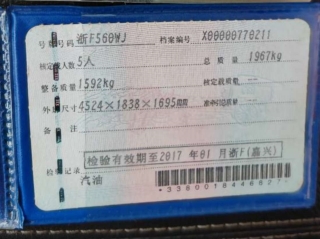 号牌号码 浙FF560WJ 档案编号 X00000770211
核定载人数 5人 总质量 1967kg
整备质量 1592kg 核定载质量 --
外廓尺寸 4524×1838×1695mm 准牵引总质量 --
备注
检验有效期至2017年01月浙F(嘉兴)
检验记录
汽油